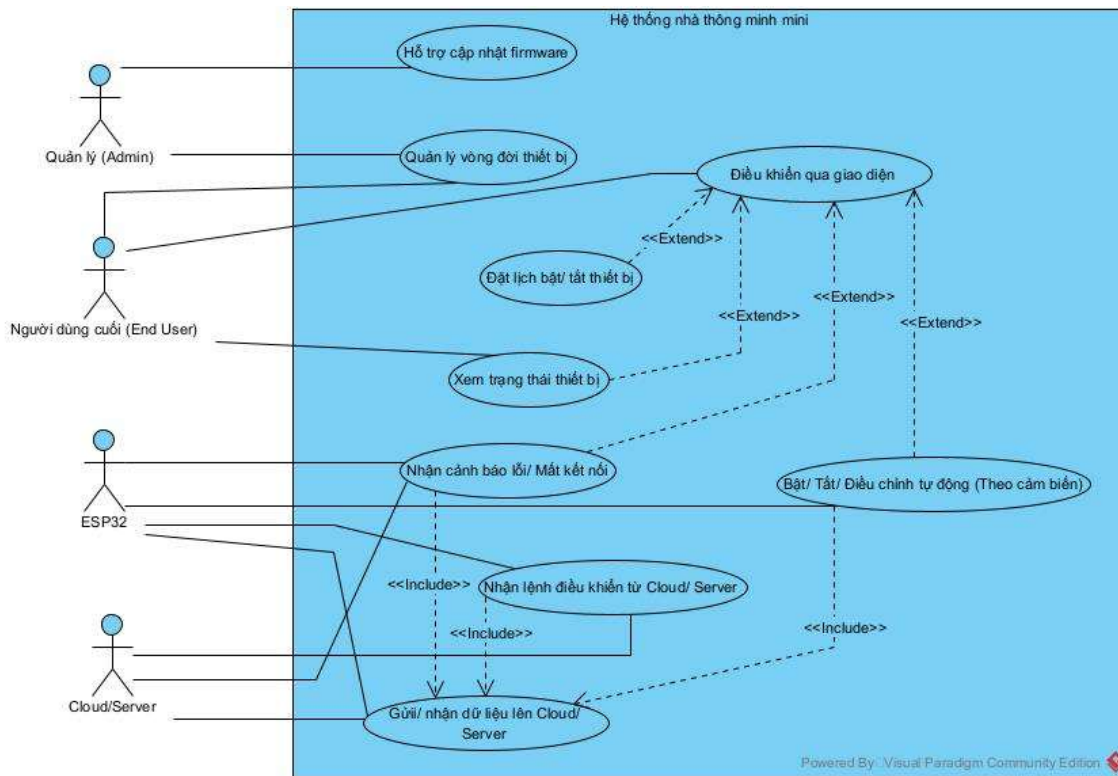 Hệ thống nhà thông minh mini
Hỗ trợ cập nhật firmware
Quản lý (Admin)
Quản lý vòng đời thiết bị
Điều khiển qua giao diện
<<Extend>>
Đặt lịch bật/ tắt thiết bị
<<Extend>>
<<Extend>>
<<Extend>>
Người dùng cuối (End User)
Xem trạng thái thiết bị
Nhận cảnh báo lỗi/ Mất kết nối
Bật/ Tắt/ Điều chỉnh tự động (Theo cảm biến)
ESP32
<<Include>>
Nhận lệnh điều khiển từ Cloud/ Server
<<Include>>
<<Include>>
Cloud/Server
Gửii/ nhận dữ liệu lên Cloud/
Server
Powered By Visual Paradigm Community Edition